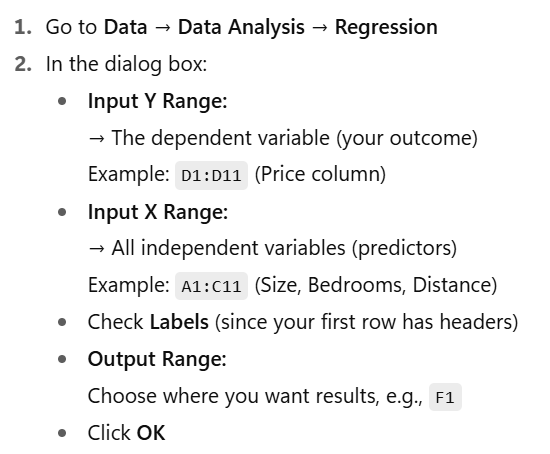 1. Go to Data → Data Analysis → Regression
2. In the dialog box:
• Input Y Range:
→ The dependent variable (your outcome)
Example: D1:D11 (Price column)
• Input X Range:
→ All independent variables (predictors)
Example: A1:C11 (Size, Bedrooms, Distance)
• Check Labels (since your first row has headers)
• Output Range:
Choose where you want results, e.g., F1
• Click OK